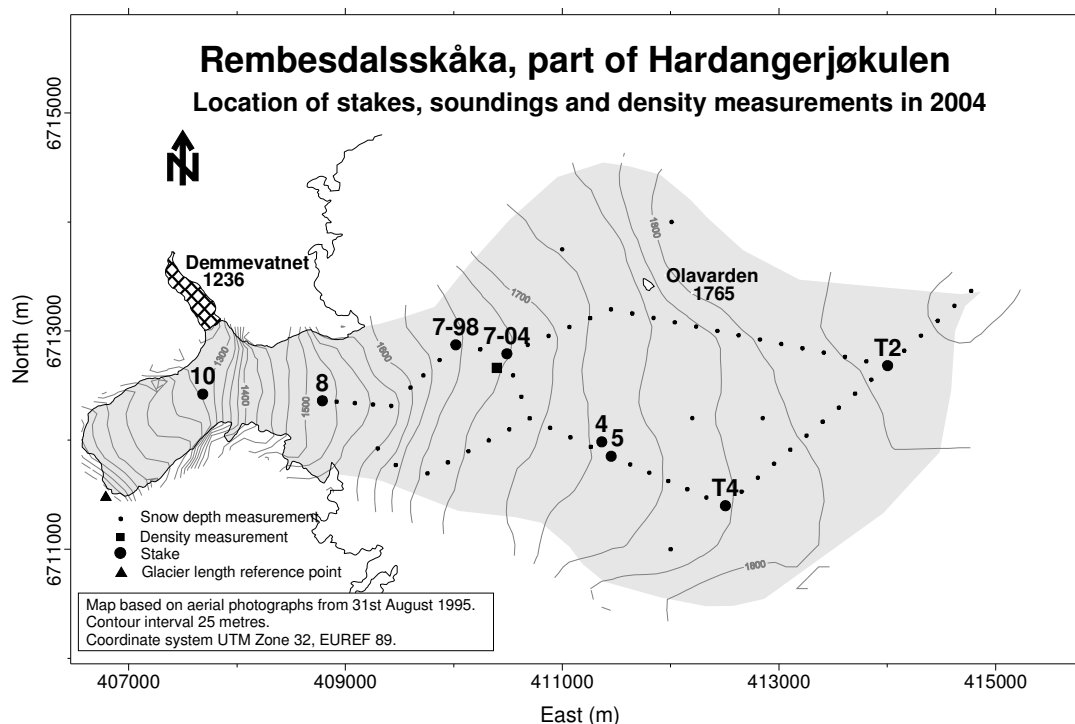 Rembesdalsskåka, part of Hardangerjøkulen
Location of stakes, soundings and density measurements in 2004
6715000
N
Demmevatnet
1236
1800
Olavarden
1765
North (m)
6713000
1700
7-98
7-04
1600
1300
10
1400
8
1500
T2
4
5
T4
6711000
1800
Snow depth measurement
Density measurement
Stake
Glacier length reference point
Map based on aerial photographs from 31st August 1995.
Contour interval 25 metres.
Coordinate system UTM Zone 32, EUREF 89.
407000
409000
411000
413000
415000
East (m)